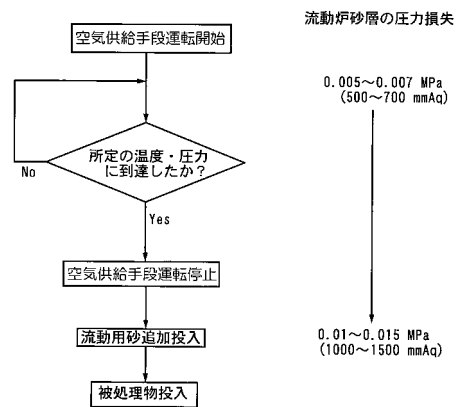 空気供給手段運転開始
所定の温度・圧力
に到達したか？
No
Yes
空気供給手段運転停止
流動用砂追加投入
被処理物投入
流動炉砂層の圧力損失
0.005～0.007 MPa
(500～700 mmAq)
0.01～0.015 MPa
(1000～1500 mmAq)